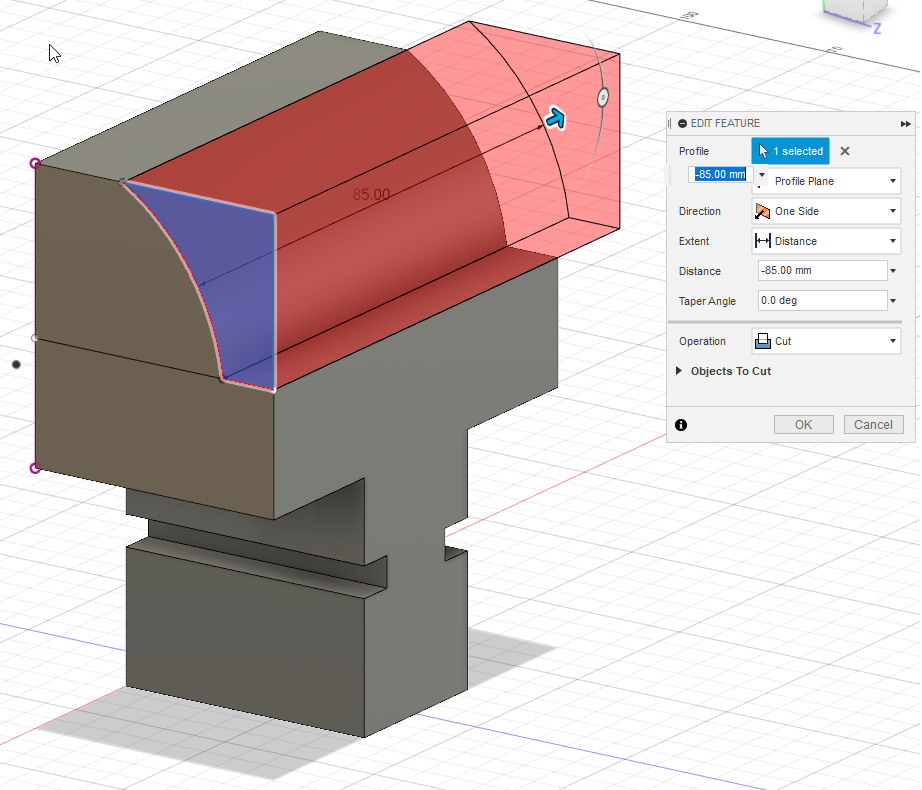 Z
EDIT FEATURE
Profile
1 selected
-85.00 mm
Profile Plane
85.00
Direction
One Side
Extent
Distance
Distance
-85.00 mm
Taper Angle
0.0 deg
Operation
Cut
Objects To Cut
OK
Cancel